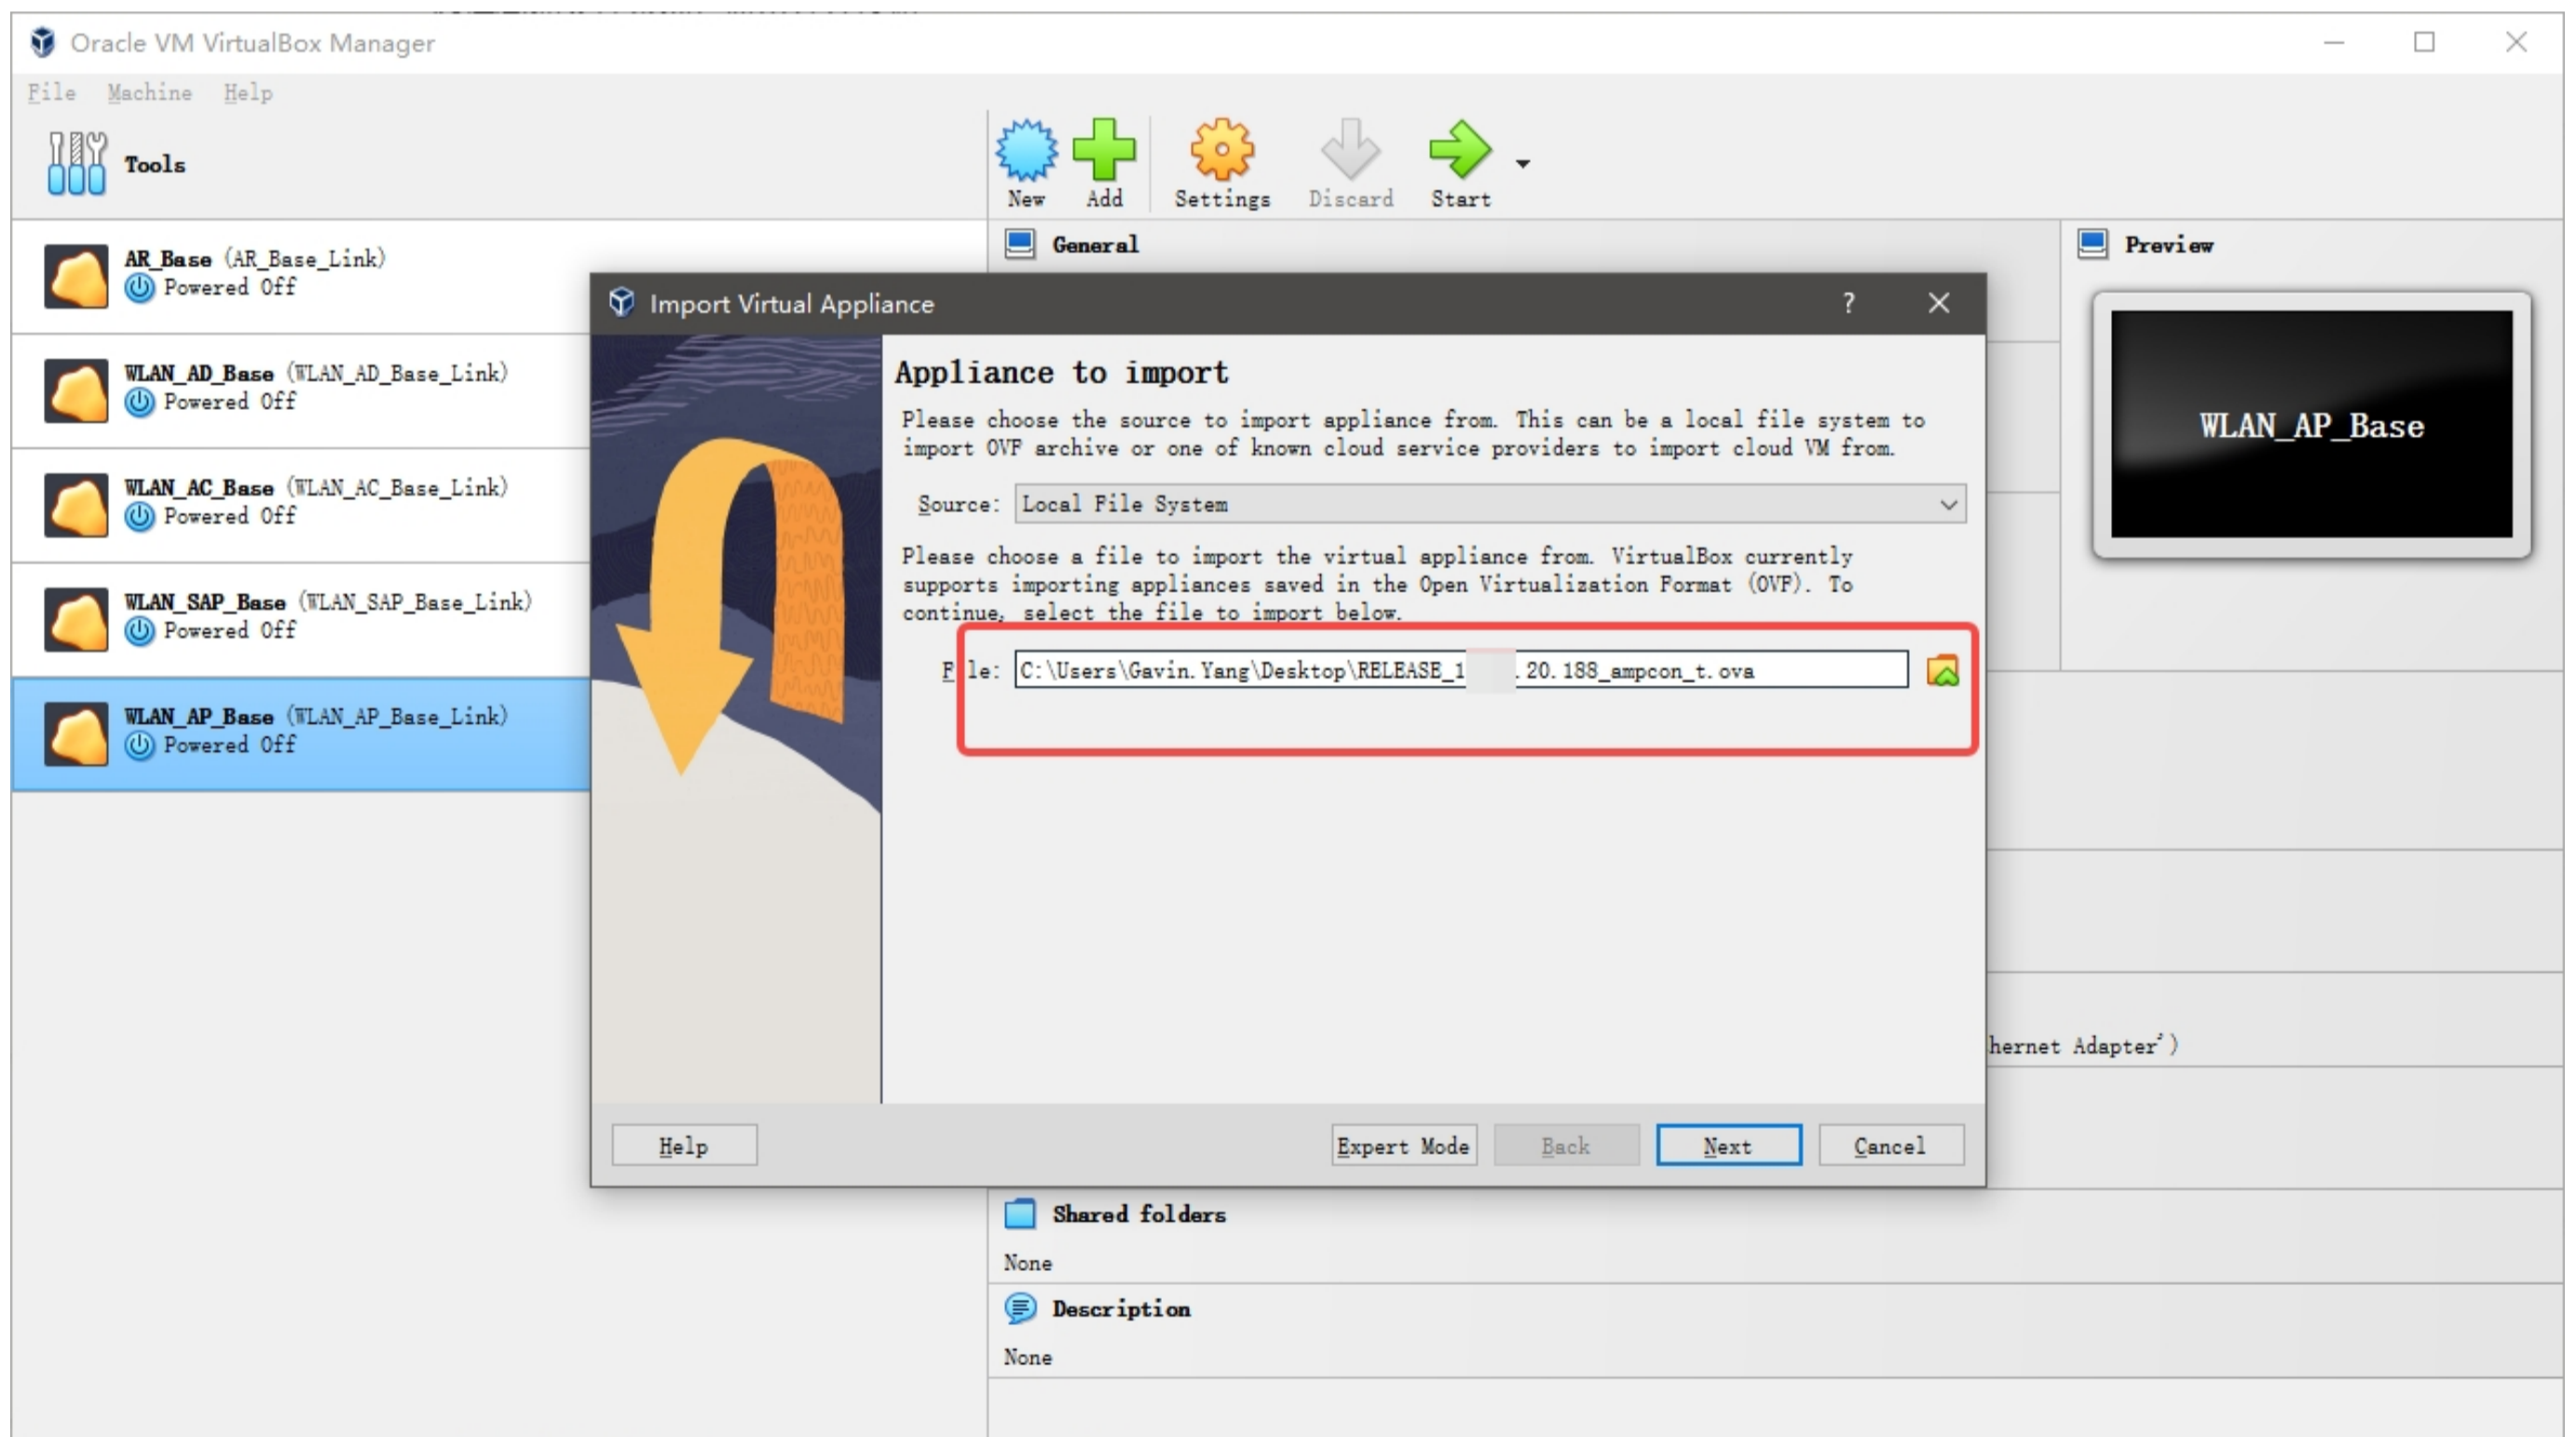 Oracle VM VirtualBox Manager
File Machine Help
Tools
New Add Settings Discard Start
AR_Base (AR_Base_Link)
Powered Off
WLAN_AD_Base (WLAN_AD_Base_Link)
Powered Off
WLAN_AC_Base (WLAN_AC_Base_Link)
Powered Off
WLAN_SAP_Base (WLAN_SAP_Base_Link)
Powered Off
WLAN_AP_Base (WLAN_AP_Base_Link)
Powered Off
General
Preview
WLAN_AP_Base
Import Virtual Appliance
Appliance to import
Please choose the source to import appliance from. This can be a local file system to
import OVF archive or one of known cloud service providers to import cloud VM from.
Source: Local File System
Please choose a file to import the virtual appliance from. VirtualBox currently
supports importing appliances saved in the Open Virtualization Format (OVF). To
continue, select the file to import below.
File: C:\Users\Gavin.Yang\Desktop\RELEASE_1 .20.188_ampcon_t.ova
Help Expert Mode Back Next Cancel
hernet Adapter')
Shared folders
None
Description
None